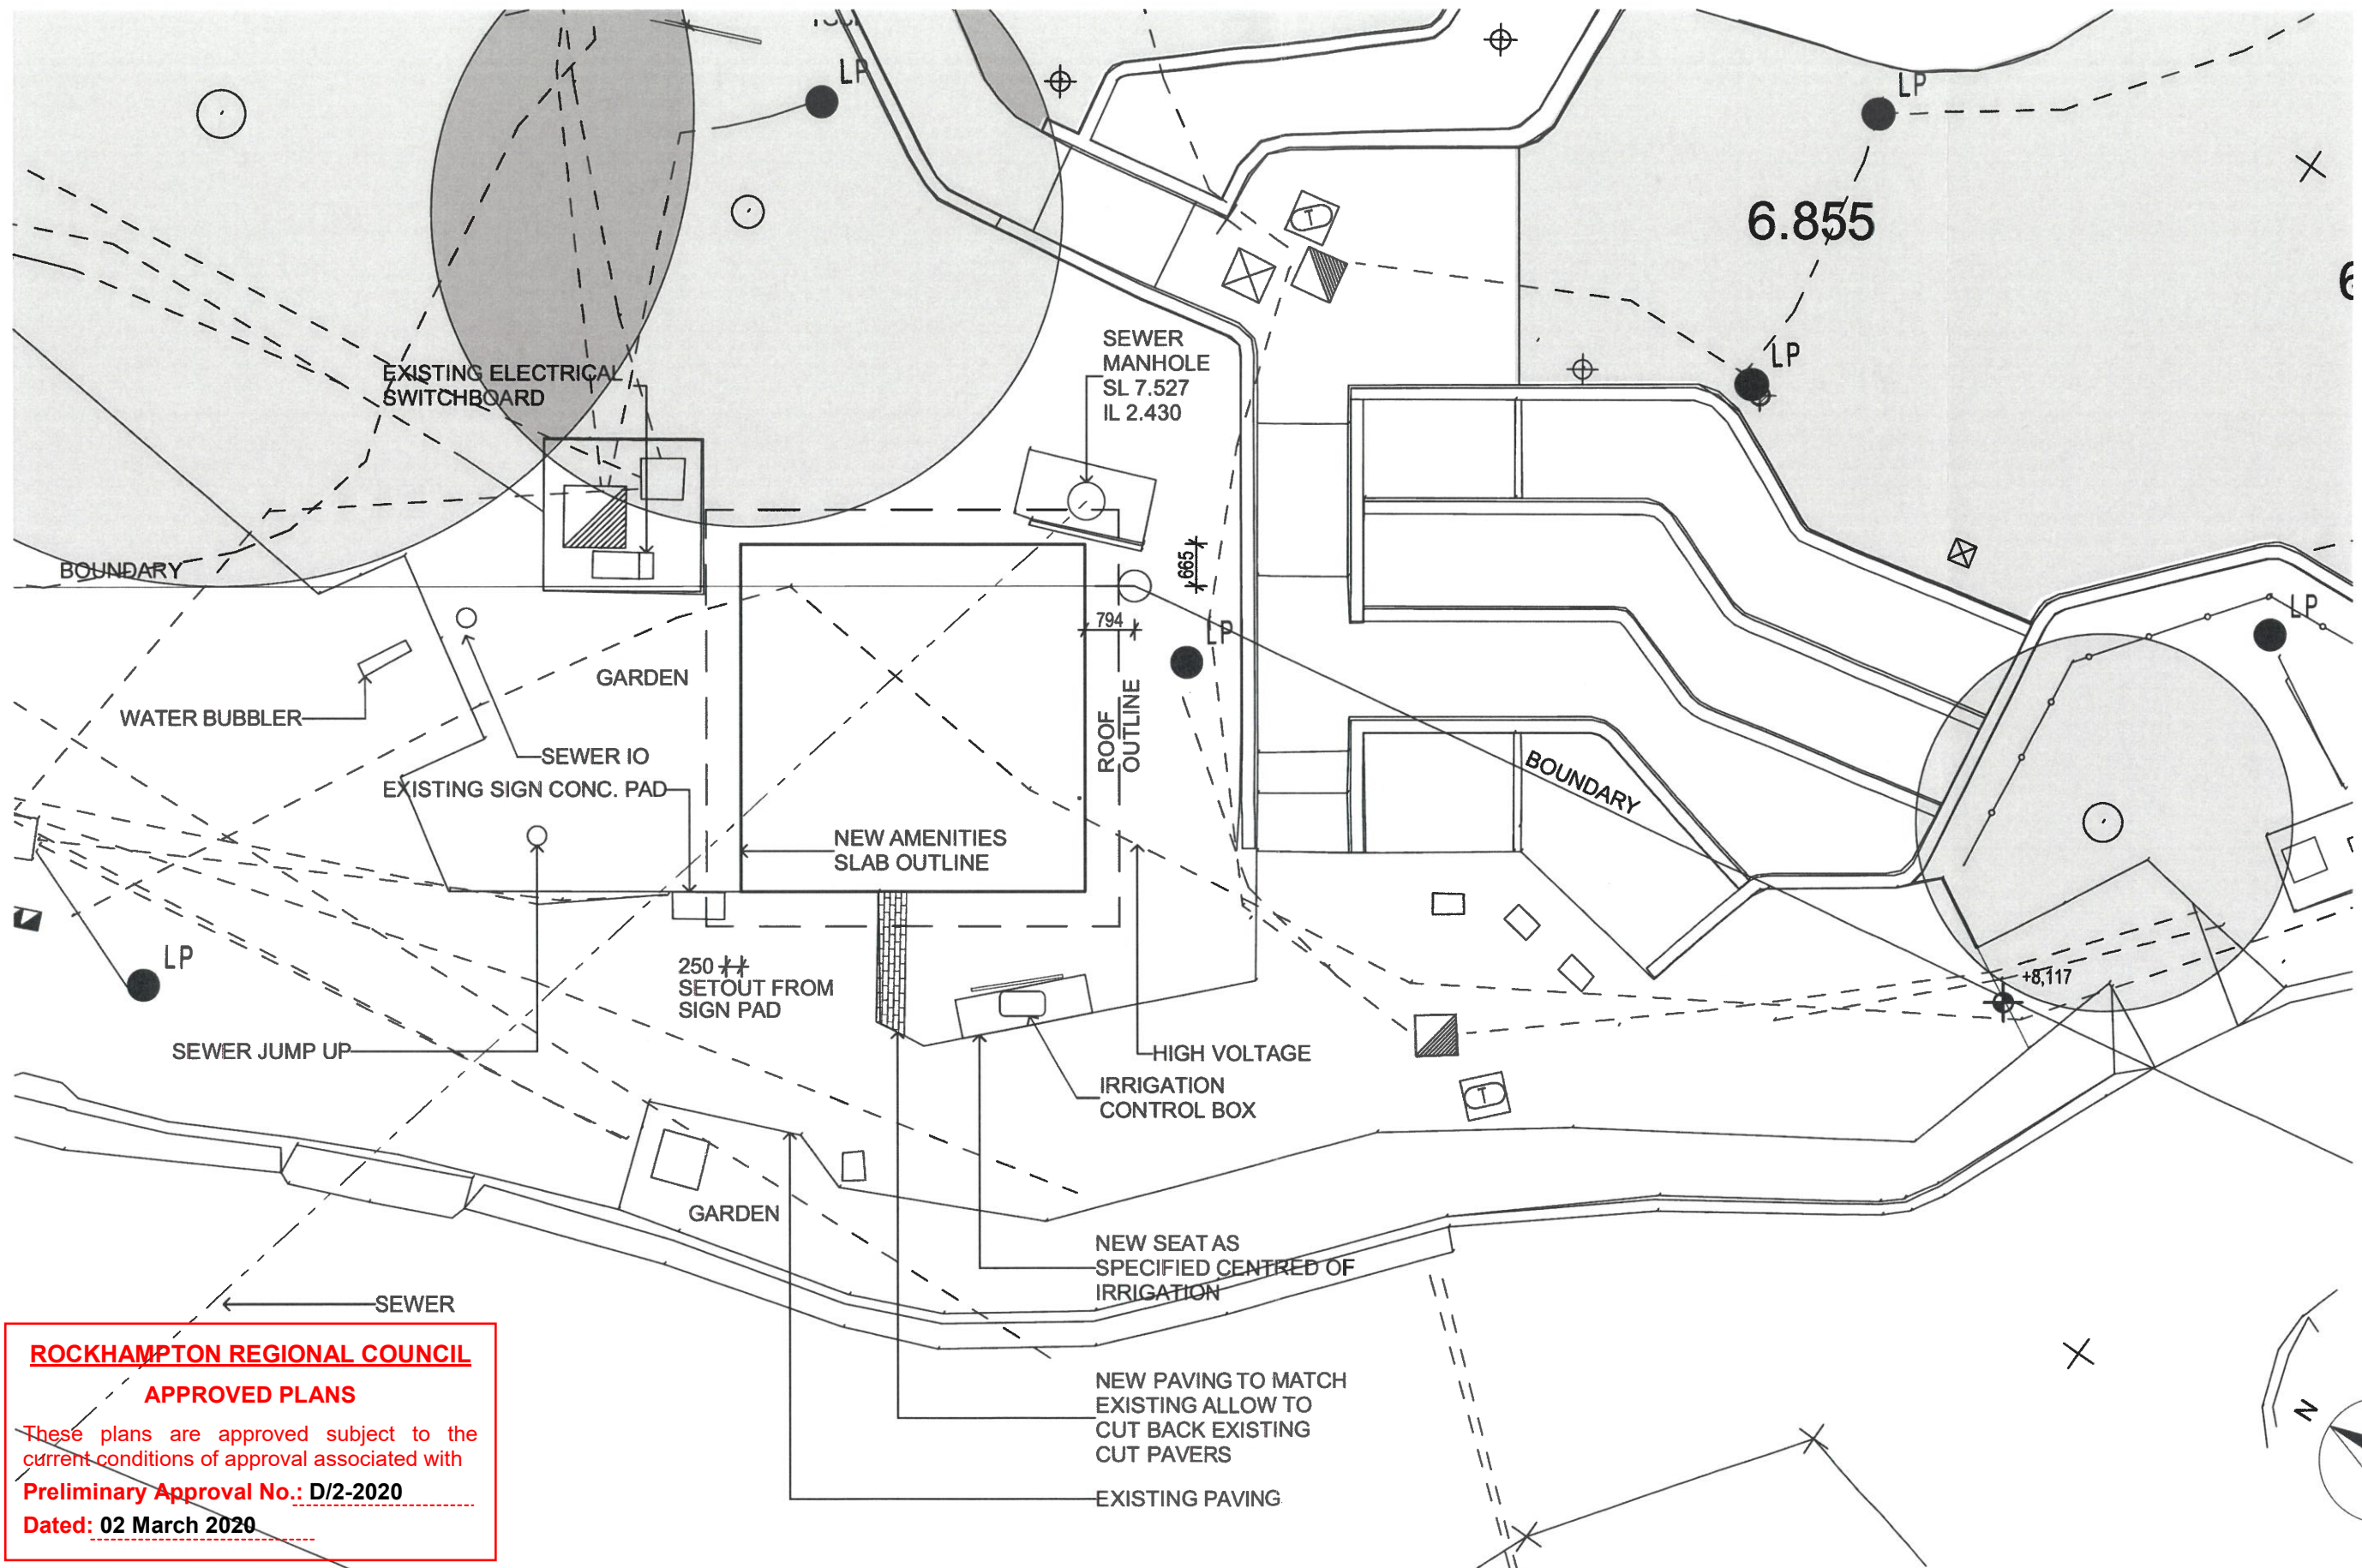 LP
LP
6.855
SEWER
MANHOLE
SL 7.527
IL 2.430
LP
EXISTING ELECTRICAL
SWITCHBOARD
BOUNDARY
665
794
LP
LP
GARDEN
WATER BUBBLER
ROOF
OUTLINE
SEWER IO
EXISTING SIGN CONC. PAD
BOUNDARY
NEW AMENITIES
SLAB OUTLINE
LP
250
SETOUT FROM
SIGN PAD
+8,117
SEWER JUMP UP
HIGH VOLTAGE
IRRIGATION
CONTROL BOX
T
T
GARDEN
NEW SEAT AS
SPECIFIED CENTRED OF
IRRIGATION
SEWER
NEW PAVING TO MATCH
EXISTING ALLOW TO
CUT BACK EXISTING
CUT PAVERS
EXISTING PAVING
N
ROCKHAMPTON REGIONAL COUNCIL
APPROVED PLANS
These plans are approved subject to the
current conditions of approval associated with
Preliminary Approval No.: D/2-2020
Dated: 02 March 2020